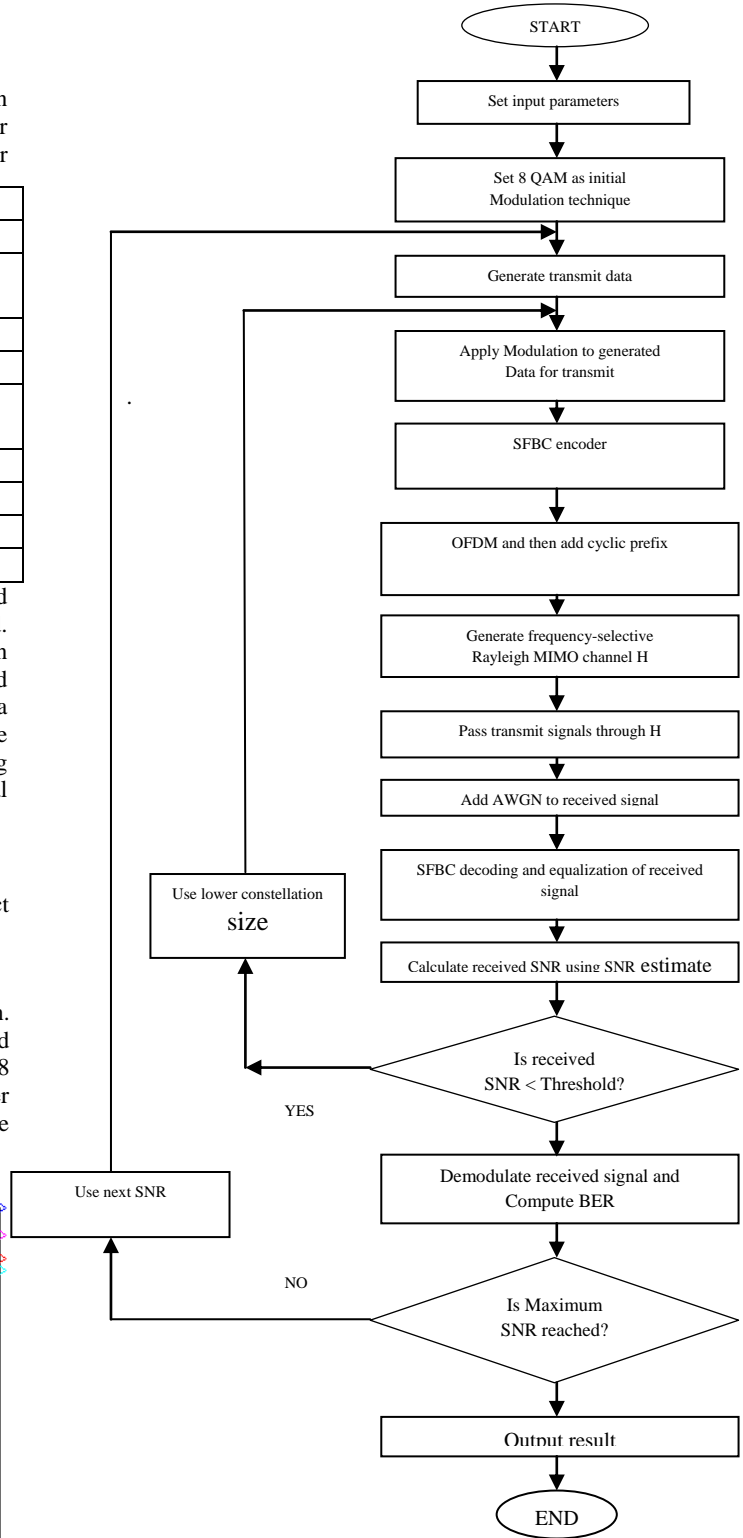 START
Set input parameters
Set 8 QAM as initial
Modulation technique
Generate transmit data
Apply Modulation to generated
Data for transmit
SFBC encoder
OFDM and then add cyclic prefix
Generate frequency-selective
Rayleigh MIMO channel H
Pass transmit signals through H
Add AWGN to received signal
SFBC decoding and equalization of received
signal
Use lower constellation
size
Calculate received SNR using SNR estimate
Is received
SNR < Threshold?
YES
Demodulate received signal and
Compute BER
Use next SNR
NO
Is Maximum
SNR reached?
Output result
END
.
8
a